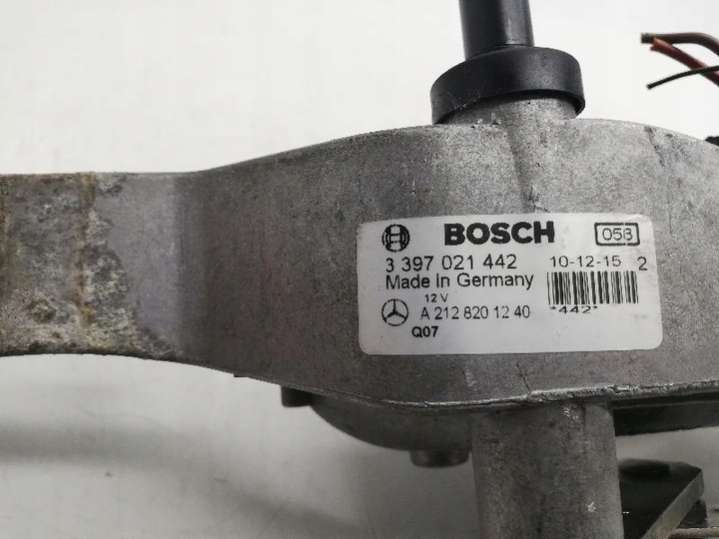 BOSCH 058
3 397 021 442 10-12-15 2
Made In Germany
12 V
A 212 820 12 40 *442*
Q07